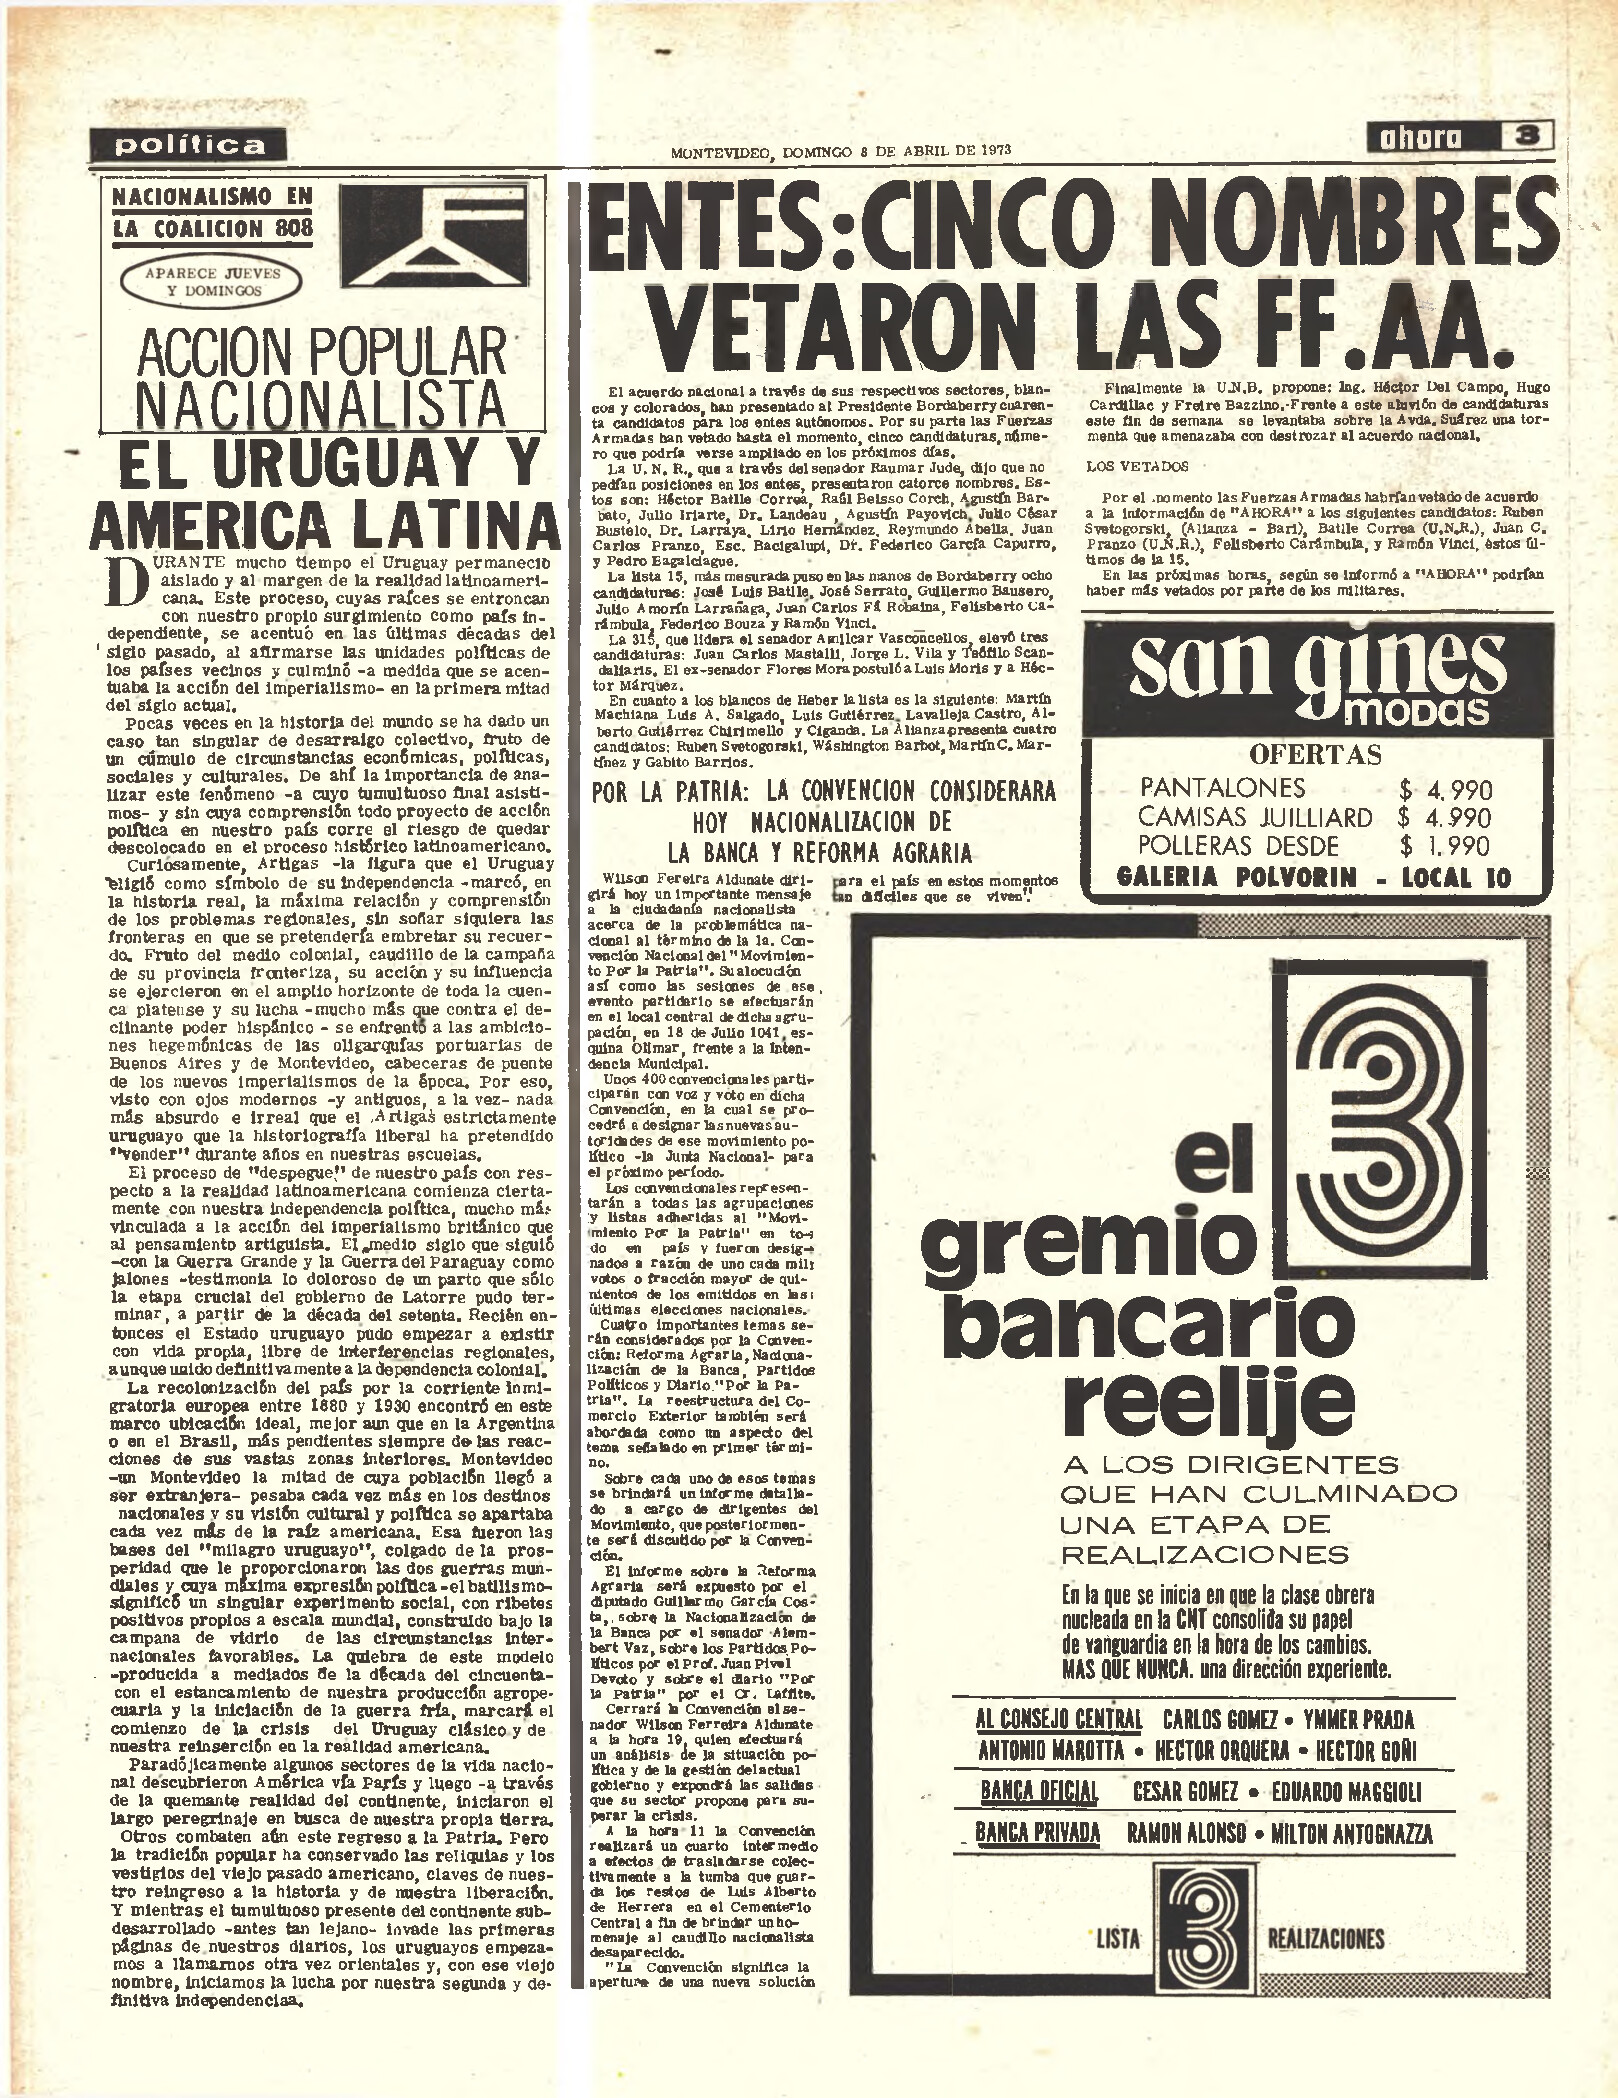 política
MONTEVIDEO, DOMINGO 8 DE ABRIL DE 1973
ahora 3
NACIONALISMO EN
LA COALICION 808
APARECE JUEVES
Y DOMINGOS
ACCION POPULAR
NACIONALISTA
EL URUGUAY Y
AMERICA LATINA
DURANTE mucho tiempo el Uruguay permaneció
aislado y al margen de la realidad latinoameri-
cana. Este proceso, cuyas raíces se entroncan
con nuestro propio surgimiento como país in-
dependiente, se acentuó en las últimas décadas del
siglo pasado, al afirmarse las unidades políticas de
los países vecinos y culminó -a medida que se acen-
tuaba la acción del imperialismo- en la primera mitad
del siglo actual.
Pocas veces en la historia del mundo se ha dado un
caso tan singular de desarraigo colectivo, fruto de
un cúmulo de circunstancias económicas, políticas,
sociales y culturales. De ahí la importancia de ana-
lizar este fenómeno -a cuyo tumultuoso final asisti-
mos- y sin cuya comprensión todo proyecto de acción
política en nuestro país corre el riesgo de quedar
descolocado en el proceso histórico latinoamericano.
Curiosamente, Artigas -la figura que el Uruguay
eligió como símbolo de su independencia -marcó, en
la historia real, la máxima relación y comprensión
de los problemas regionales, sin soñar siquiera las
fronteras en que se pretendería embretar su recuer-
do. Fruto del medio colonial, caudillo de la campaña
de su provincia fronteriza, su acción y su influencia
se ejercieron en el amplio horizonte de toda la cuen-
ca platense y su lucha -mucho más que contra el de-
clinante poder hispánico - se enfrentó a las ambicio-
nes hegemónicas de las oligarquías portuarias de
Buenos Aires y de Montevideo, cabeceras de puente
de los nuevos imperialismos de la época. Por eso,
visto con ojos modernos -y antiguos, a la vez- nada
más absurdo e irreal que el Artigas estrictamente
uruguayo que la historiografía liberal ha pretendido
"vender" durante años en nuestras escuelas.
El proceso de "despegue" de nuestro país con res-
pecto a la realidad latinoamericana comienza cierta-
mente con nuestra independencia política, mucho más
vinculada a la acción del imperialismo británico que
al pensamiento artiguista. El medio siglo que siguió
-con la Guerra Grande y la Guerra del Paraguay como
jalones -testimonia lo doloroso de un parto que sólo
la etapa crucial del gobierno de Latorre pudo ter-
minar, a partir de la década del setenta. Recién en-
tonces el Estado uruguayo pudo empezar a existir
con vida propia, libre de interferencias regionales,
aunque unido definitivamente a la dependencia colonial.
La recolonización del país por la corriente inmi-
gratoria europea entre 1880 y 1930 encontró en este
marco ubicación ideal, mejor aun que en la Argentina
o en el Brasil, más pendientes siempre de las reac-
ciones de sus vastas zonas interiores. Montevideo
-un Montevideo la mitad de cuya población llegó a
ser extranjera- pesaba cada vez más en los destinos
nacionales y su visión cultural y política se apartaba
cada vez más de la raíz americana. Esa fueron las
bases del "milagro uruguayo", colgado de la pros-
peridad que le proporcionaron las dos guerras mun-
diales y cuya máxima expresión política -el batllismo-
significó un singular experimento social, con ribetes
positivos propios a escala mundial, construido bajo la
campana de vidrio de las circunstancias inter-
nacionales favorables. La quiebra de este modelo
-producida a mediados de la década del cincuenta-
con el estancamiento de nuestra producción agrope-
cuaria y la iniciación de la guerra fría, marcará el
comienzo de la crisis del Uruguay clásico y de
nuestra reinserción en la realidad americana.
Paradójicamente algunos sectores de la vida nacio-
nal descubrieron América vía París y luego -a través
de la quemante realidad del continente, iniciaron el
largo peregrinaje en busca de nuestra propia tierra.
Otros combaten aún este regreso a la Patria. Pero
la tradición popular ha conservado las reliquias y los
vestigios del viejo pasado americano, claves de nues-
tro reingreso a la historia y de nuestra liberación.
Y mientras el tumultuoso presente del continente sub-
desarrollado -antes tan lejano- invade las primeras
páginas de nuestros diarios, los uruguayos empeza-
mos a llamarnos otra vez orientales y, con ese viejo
nombre, iniciamos la lucha por nuestra segunda y de-
finitiva independenciaa.
ENTES:CINCO NOMBRES
VETARON LAS FF.AA.
El acuerdo nacional a través de sus respectivos sectores, blan-
cos y colorados, han presentado al Presidente Bordaberry cuaren-
ta candidatos para los entes autónomos. Por su parte las Fuerzas
Armadas han vetado hasta el momento, cinco candidaturas, núme-
ro que podría verse ampliado en los próximos días.
La U. N. R., que a través del senador Raumar Jude, dijo que no
pedían posiciones en los entes, presentaron catorce nombres. Es-
tos son: Héctor Batlle Correa, Raúl Beisso Corch, Agustín Bar-
bato, Julio Iriarte, Dr. Landeau , Agustín Payovich, Julio César
Bustelo, Dr. Larraya, Lirio Hernández, Reymundo Abella, Juan
Carlos Pranzo, Esc. Bacigalupi, Dr. Federico García Capurro,
y Pedro Eagalciague.
La lista 15, más mesurada puso en las manos de Bordaberry ocho
candidaturas: José Luis Batlle, José Serrato, Guillermo Bausero,
Julio Amorín Larrañaga, Juan Carlos Fá Robaina, Felisberto Ca-
rámbula, Federico Bouza y Ramón Vinci.
La 315, que lidera el senador Amílcar Vasconcellos, elevó tres
candidaturas: Juan Carlos Mastalli, Jorge L. Vila y Teófilo Scan-
daliaris. El ex-senador Flores Mora postuló a Luis Moris y a Héc-
tor Márquez.
En cuanto a los blancos de Heber la lista es la siguiente: Martín
Machiana Luis A. Salgado, Luis Gutiérrez, Lavalleja Castro, Al-
berto Gutiérrez Chirimello y Ciganda. La Alianza presenta cuatro
candidatos: Ruben Svetogorski, Wáshington Barbot, Martín C. Mar-
tínez y Gabito Barrios.
Finalmente la U.N.B. propone: Ing. Héctor Del Campo, Hugo
Cardillac y Freire Bazzino.-Frente a este aluvión de candidaturas
este fin de semana se levantaba sobre la Avda. Suárez una tor-
menta que amenazaba con destrozar al acuerdo nacional.
LOS VETADOS
Por el momento las Fuerzas Armadas habrían vetado de acuerdo
a la información de "AHORA" a los siguientes candidatos: Ruben
Svetogorski, (Alianza - Bari), Batlle Correa (U.N.R.), Juan C.
Pranzo (U.N.R.), Felisberto Carámbula, y Ramón Vinci, éstos úl-
timos de la 15.
En las próximas horas, según se informó a "AHORA" podrían
haber más vetados por parte de los militares.
POR LA PATRIA: LA CONVENCION CONSIDERARA
HOY NACIONALIZACION DE
LA BANCA Y REFORMA AGRARIA
Wilson Fereira Aldunate diri-
girá hoy un importante mensaje
a la ciudadanía nacionalista
acerca de la problemática na-
cional al término de la 1a. Con-
vención Nacional del "Movimien-
to Por la Patria". Su alocución
así como las sesiones de ese
evento partidario se efectuarán
en el local central de dicha agru-
pación, en 18 de Julio 1041, es-
quina Olimar, frente a la Inten-
dencia Municipal.
Unos 400 convencionales parti-
ciparán con voz y voto en dicha
Convención, en la cual se pro-
cedrá a designar las nuevas au-
toridades de ese movimiento po-
lítico -la Junta Nacional- para
el próximo período.
Los convencionales represen-
tarán a todas las agrupaciones
y listas adheridas al "Movi-
miento Por la Patria" en to-
do en país y fueron desig-
nados a razón de uno cada mil
votos o fracción mayor de qui-
nientos de los emitidos en las
últimas elecciones nacionales.
Cuatro importantes temas se-
rán considerados por la Conven-
ción: Reforma Agraria, Naciona-
lización de la Banca, Partidos
Políticos y Diario "Por la Pa-
tria". La reestructura del Co-
mercio Exterior también será
abordada como un aspecto del
tema señalado en primer térmi-
no.
Sobre cada uno de esos temas
se brindará un informe detalla-
do a cargo de dirigentes del
Movimiento, que posteriormen-
te será discutido por la Conven-
ción.
El informe sobre la Reforma
Agraria será expuesto por el
diputado Guillermo García Cos-
ta, sobre la Nacionalización de
la Banca por el senador Alem-
bert Vaz, sobre los Partidos Po-
líticos por el Prof. Juan Pivel
Devoto y sobre el diario "Por
la Patria" por el Cr. Laffite.
Cerrará la Convención el se-
nador Wilson Ferreira Aldunate
a la hora 19, quien efectuará
un análisis de la situación po-
lítica y de la gestión del actual
gobierno y expondrá las salidas
que su sector propone para su-
perar la crisis.
A la hora 11 la Convención
realizará un cuarto intermedio
a efectos de trasladarse colec-
tivamente a la tumba que guar-
da los restos de Luis Alberto
de Herrera en el Cementerio
Central a fin de brindar un ho-
menaje al caudillo nacionalista
desaparecido.
"La Convención significa la
apertura de una nueva solución
para el país en estos momentos
tan difíciles que se viven".
san gines
modas
OFERTAS
PANTALONES $ 4.990
CAMISAS JUILLIARD $ 4.990
POLLERAS DESDE $ 1.990
GALERIA POLVORIN - LOCAL 10
3
el
gremio
bancario
reelije
A LOS DIRIGENTES
QUE HAN CULMINADO
UNA ETAPA DE
REALIZACIONES
En la que se inicia en que la clase obrera
nucleada en la CNT consolida su papel
de vanguardia en la hora de los cambios.
MAS QUE NUNCA. una dirección experiente.
AL CONSEJO CENTRAL CARLOS GOMEZ • YMMER PRADA
ANTONIO MAROTTA • HECTOR ORQUERA • HECTOR GOÑI
BANCA OFICIAL CESAR GOMEZ • EDUARDO MAGGIOLI
BANCA PRIVADA RAMON ALONSO • MILTON ANTOGNAZZA
LISTA 3 REALIZACIONES